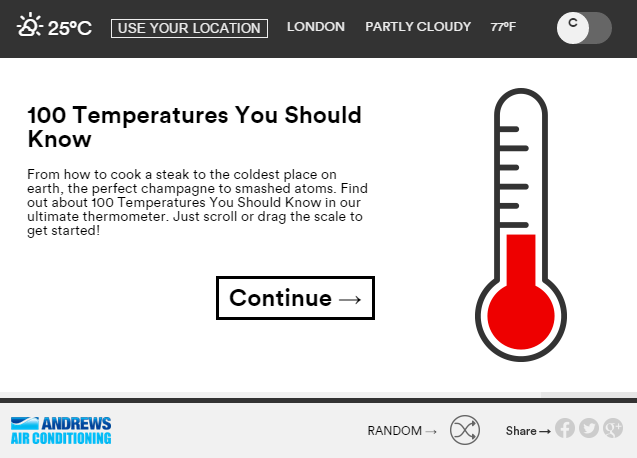 25ºC USE YOUR LOCATION LONDON PARTLY CLOUDY 77ºF C
100 Temperatures You Should
Know
From how to cook a steak to the coldest place on
earth, the perfect champagne to smashed atoms. Find
out about 100 Temperatures You Should Know in our
ultimate thermometer. Just scroll or drag the scale to
get started!
Continue →
ANDREWS
AIR CONDITIONING
RANDOM →
Share →